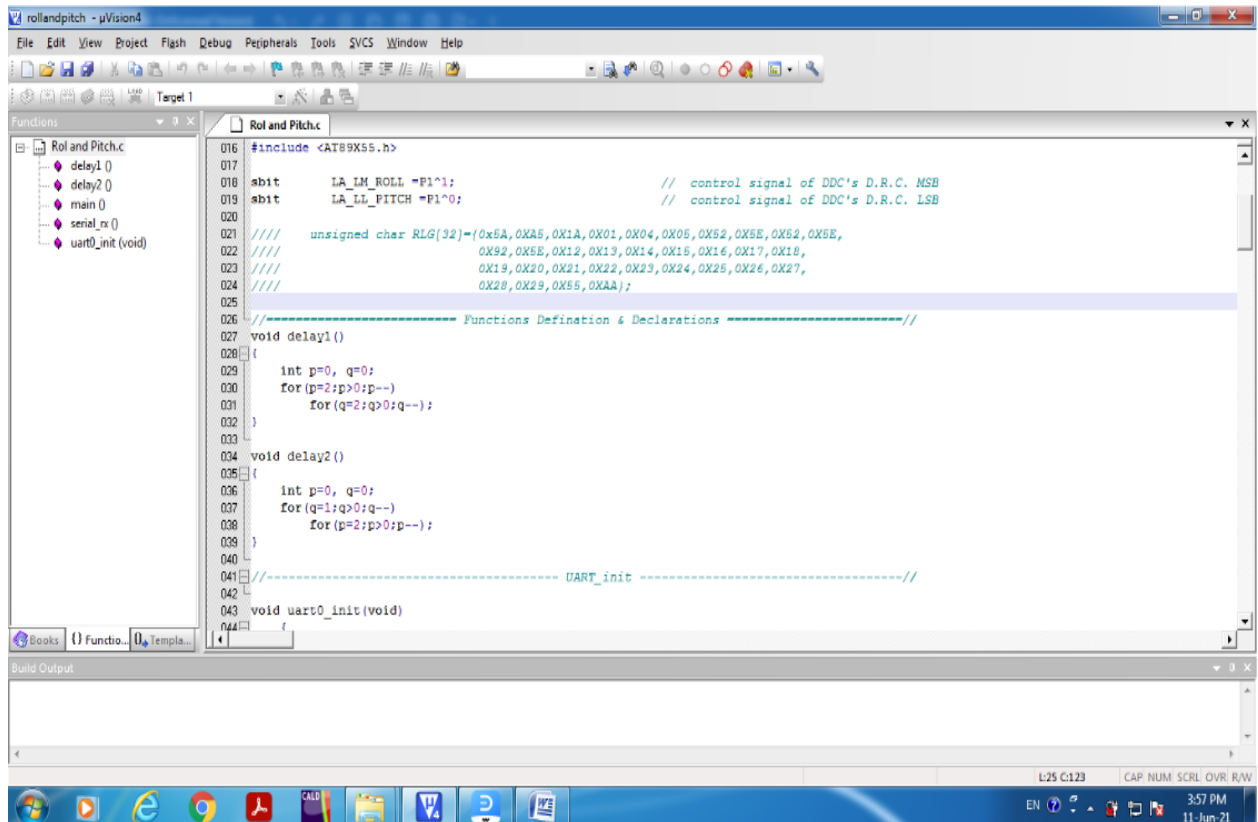 rollandpitch - µVision4
File Edit View Project Flash Debug Peripherals Tools SVCS Window Help
Target 1
Functions
Rol and Pitch.c
delay1 ()
delay2 ()
main ()
serial_rx ()
uart0_init (void)
Books {} Functio... Templa...
Rol and Pitch.c
016 #include <AT89X55.h>
017
018 sbit LA_LM_ROLL =P1^1; // control signal of DDC's D.R.C. MSB
019 sbit LA_LL_PITCH =P1^0; // control signal of DDC's D.R.C. LSB
020
021 //// unsigned char RLG[32]={0x5A,0XA5,0X1A,0X01,0X04,0X05,0X52,0X5E,0X52,0X5E,
022 //// 0X92,0X5E,0X12,0X13,0X14,0X15,0X16,0X17,0X18,
023 //// 0X19,0X20,0X21,0X22,0X23,0X24,0X25,0X26,0X27,
024 //// 0X28,0X29,0X55,0XAA};
025
026 //========================== Functions Defination & Declarations ========================//
027 void delay1()
028 {
029 int p=0, q=0;
030 for(p=2;p>0;p--)
031 for(q=2;q>0;q--);
032 }
033
034 void delay2()
035 {
036 int p=0, q=0;
037 for(q=1;q>0;q--)
038 for(p=2;p>0;p--);
039 }
040
041 //---------------------------------------- UART_init ------------------------------------//
042
043 void uart0_init(void)
044 {
Build Output
L:25 C:123 CAP NUM SCRL OVR R/W
CALD
EN
3:57 PM
11-Jun-21